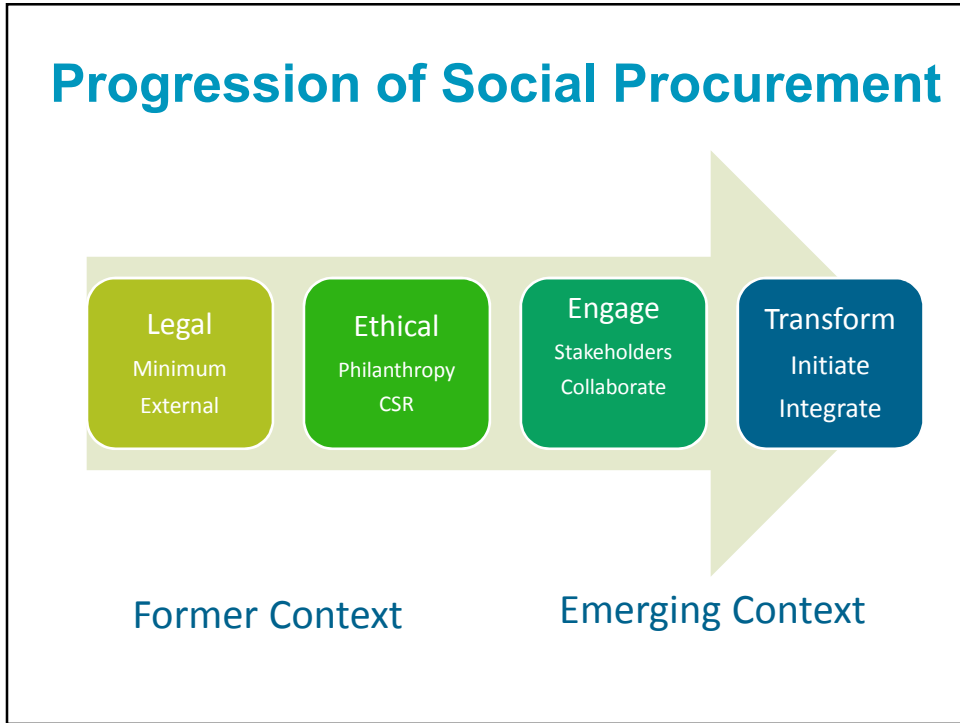 Progression of Social Procurement
Legal
Minimum
External
Ethical
Philanthropy
CSR
Engage
Stakeholders
Collaborate
Transform
Initiate
Integrate
Former Context
Emerging Context